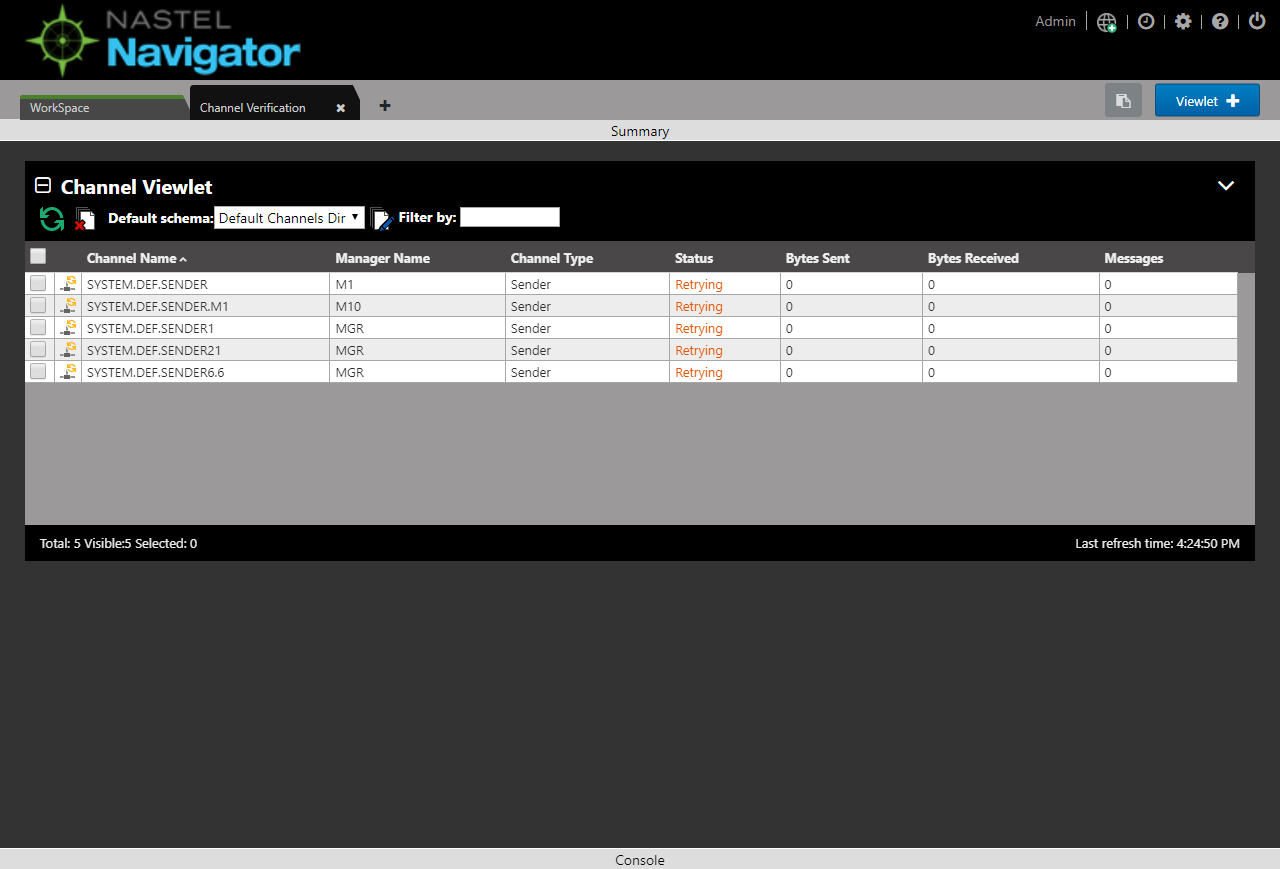 NASTEL
Navigator
Admin
WorkSpace
Channel Verification
Viewlet
Summary
Channel Viewlet
Default schema: Default Channels Dir Filter by:
Channel Name Manager Name Channel Type Status Bytes Sent Bytes Received Messages
SYSTEM.DEF.SENDER M1 Sender Retrying 0 0 0
SYSTEM.DEF.SENDER.M1 M10 Sender Retrying 0 0 0
SYSTEM.DEF.SENDER1 MGR Sender Retrying 0 0 0
SYSTEM.DEF.SENDER21 MGR Sender Retrying 0 0 0
SYSTEM.DEF.SENDER6.6 MGR Sender Retrying 0 0 0
Total: 5 Visible:5 Selected: 0 Last refresh time: 4:24:50 PM
Console